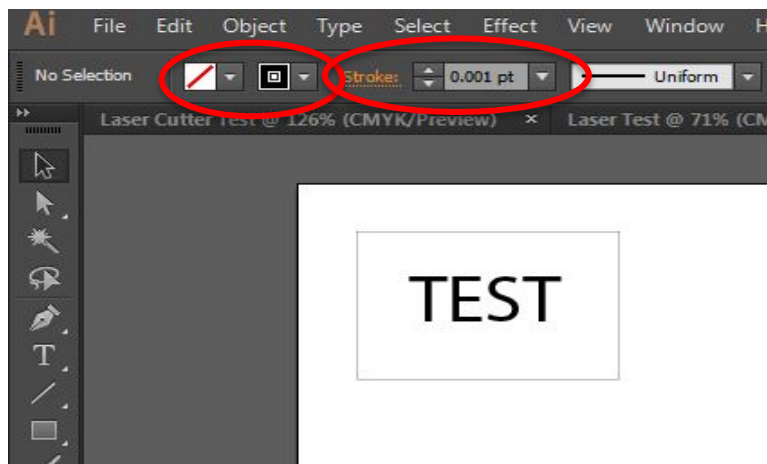 Ai File Edit Object Type Select Effect View Window H
No Selection Stroke: 0.001 pt Uniform
Laser Cutter Test @ 126% (CMYK/Preview) × Laser Test @ 71% (CM
TEST
T